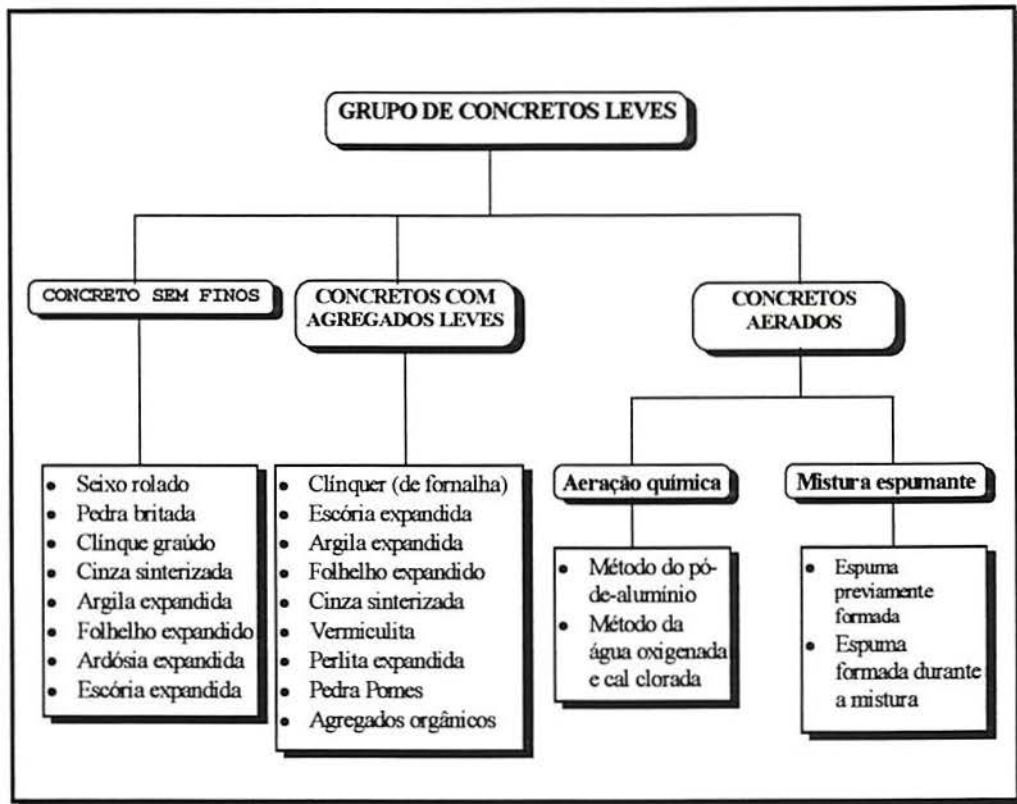 GRUPO DE CONCRETOS LEVES
CONCRETO SEM FINOS
CONCRETOS COM
AGREGADOS LEVES
CONCRETOS
AERADOS
• Seixo rolado
• Pedra britada
• Clínque graúdo
• Cinza sinterizada
• Argila expandida
• Folhelho expandido
• Ardósia expandida
• Escória expandida
• Clínquer (de fornalha)
• Escória expandida
• Argila expandida
• Folhelho expandido
• Cinza sinterizada
• Vermiculita
• Perlita expandida
• Pedra Pomes
• Agregados orgânicos
Aeração química
• Método do pó-
de-alumínio
• Método da
água oxigenada
e cal clorada
Mistura espumante
• Espuma
previamente
formada
• Espuma
formada durante
a mistura